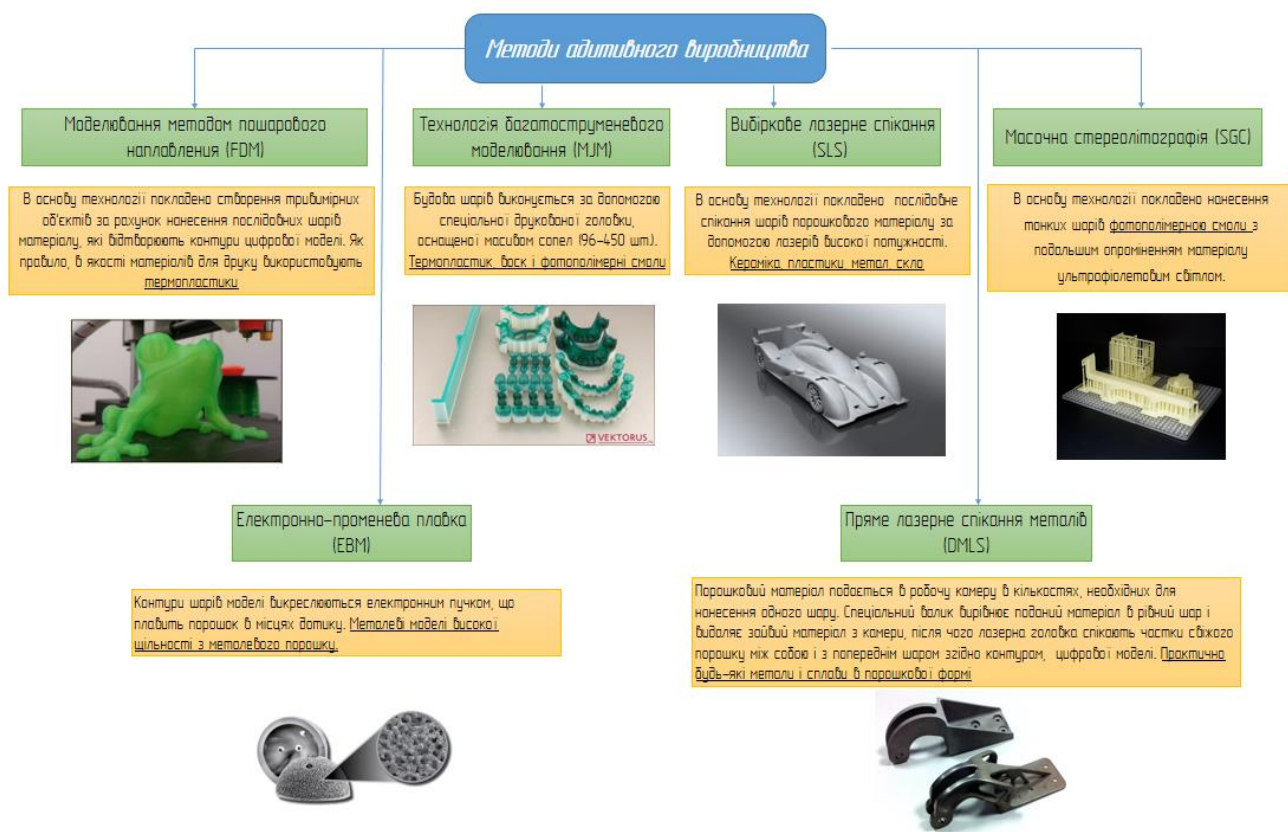 Методи адитивного виробництва
Моделювання методом пошарового
наплавлення (FDM)
В основу технології покладено створення тривимірних
об'єктів за рахунок нанесення послідовних шарів
матеріалу, які відтворюють контури цифрової моделі. Як
правило, в якості матеріалів для друку використовують
термопластики
Технологія багатоструменевого
моделювання (MJM)
Будова шарів виконується за допомогою
спеціальної друкованої головки,
оснащеної масивом сопел (96-450 шт.).
Термопластик, воск і фотополімерні смоли
VEKTORUS
Вибіркове лазерне спікання
(SLS)
В основу технології покладено послідовне
спікання шарів порошкового матеріалу за
допомогою лазерів високої потужності.
Кераміка, пластики, метал, скло
Масочна стереолітографія (SGC)
В основу технології покладено нанесення
тонких шарів фотополімерною смоли з
подальшим опроміненням матеріалу
ультрафіолетовим світлом.
Електронно-променева плавка
(EBM)
Контури шарів моделі викреслюються електронним пучком, що
плавить порошок в місцях дотику. Металеві моделі високої
щільності з металевого порошку.
Пряме лазерне спікання металів
(DMLS)
Порошковий матеріал подається в робочу камеру в кількостях, необхідних для
нанесення одного шару. Спеціальний валик вирівнює поданий матеріал в рівний шар і
видаляє зайвий матеріал з камери, після чого лазерна головка спікають частки свіжого
порошку між собою і з попереднім шаром згідно контурам, цифрової моделі. Практично
будь-які метали і сплави в порошкової формі